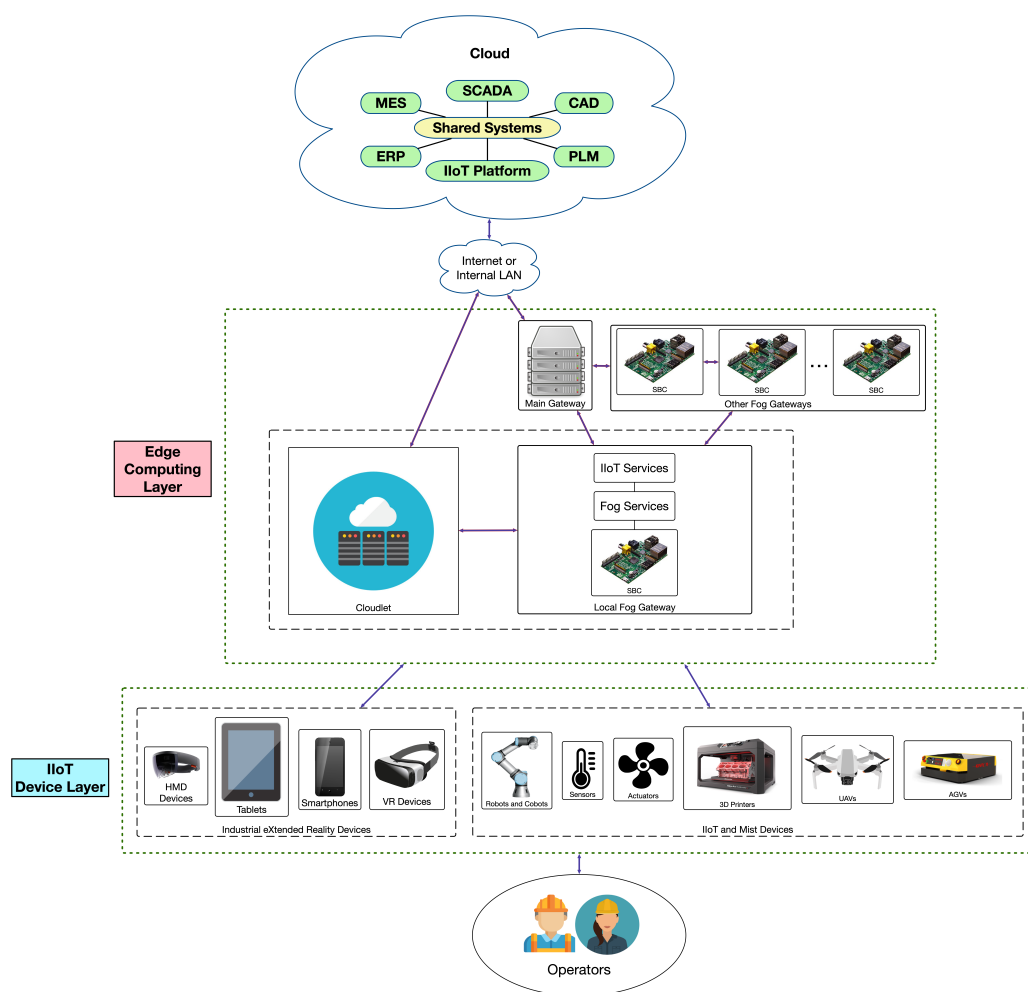 Cloud
SCADA
MES
CAD
Shared Systems
ERP
PLM
IIoT Platform
Internet or
Internal LAN
SBC
SBC
SBC
Main Gateway
Other Fog Gateways
Edge
Computing
Layer
IIoT Services
Fog Services
SBC
Cloudlet
Local Fog Gateway
IIoT
Device Layer
HMD
Devices
Tablets
Smartphones
VR Devices
Industrial eXtended Reality Devices
Robots and Cobots
Sensors
Actuators
3D Printers
UAVs
AGVs
IIoT and Mist Devices
Operators